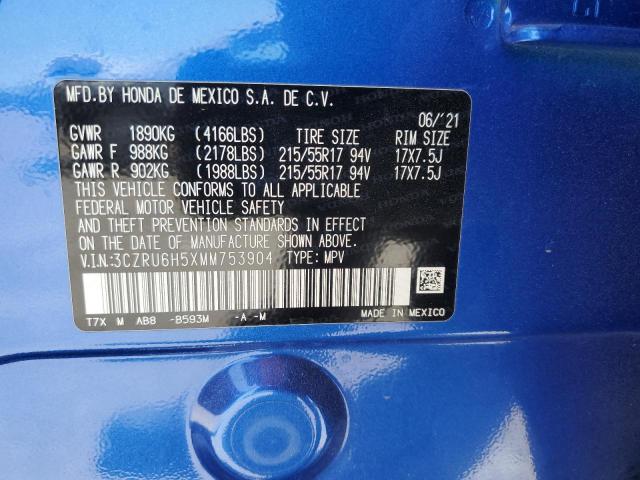 MFD.BY HONDA DE MEXICO S.A. DE C.V.
06/'21
GVWR 1890KG (4166LBS) TIRE SIZE RIM SIZE
GAWR F 988KG (2178LBS) 215/55R17 94V 17X7.5J
GAWR R 902KG (1988LBS) 215/55R17 94V 17X7.5J
THIS VEHICLE CONFORMS TO ALL APPLICABLE
FEDERAL MOTOR VEHICLE SAFETY
AND THEFT PREVENTION STANDARDS IN EFFECT
ON THE DATE OF MANUFACTURE SHOWN ABOVE.
V.I.N:3CZRU6H5XMM753904 TYPE: MPV
T7X M AB8 -B593M -A -M MADE IN MEXICO